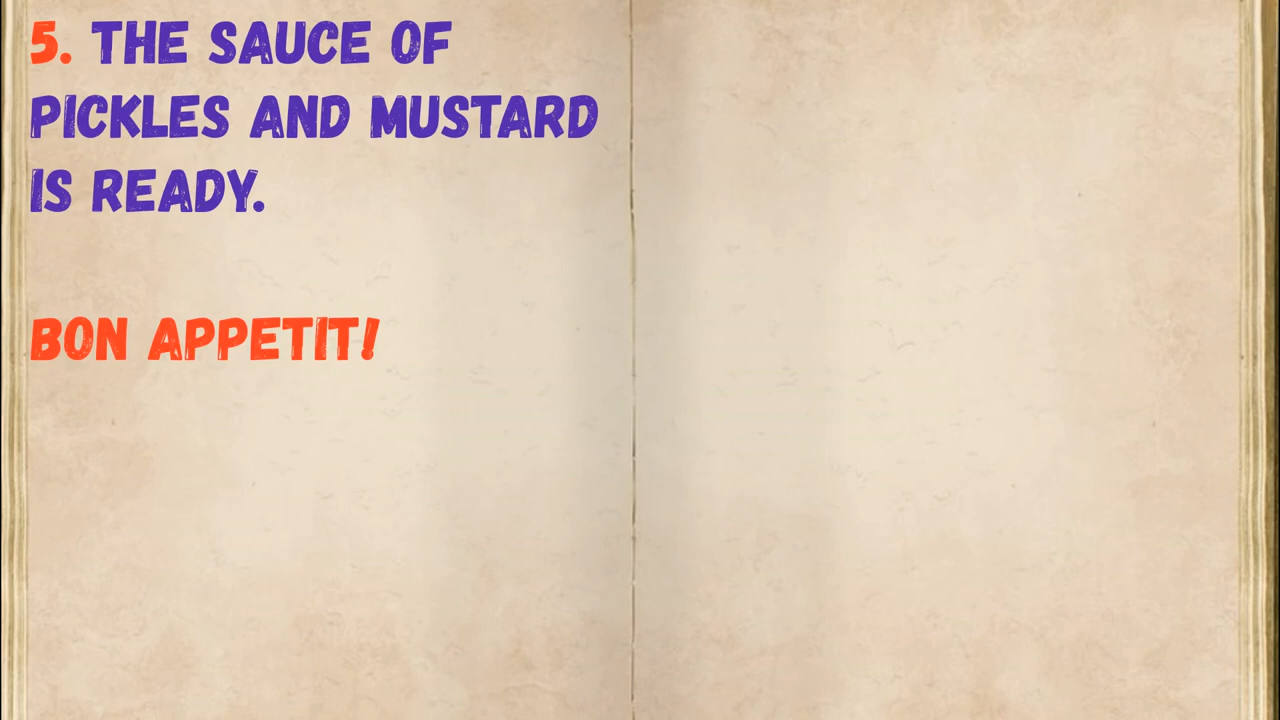 5. THE SAUCE OF
PICKLES AND MUSTARD
IS READY.
BON APPETIT!